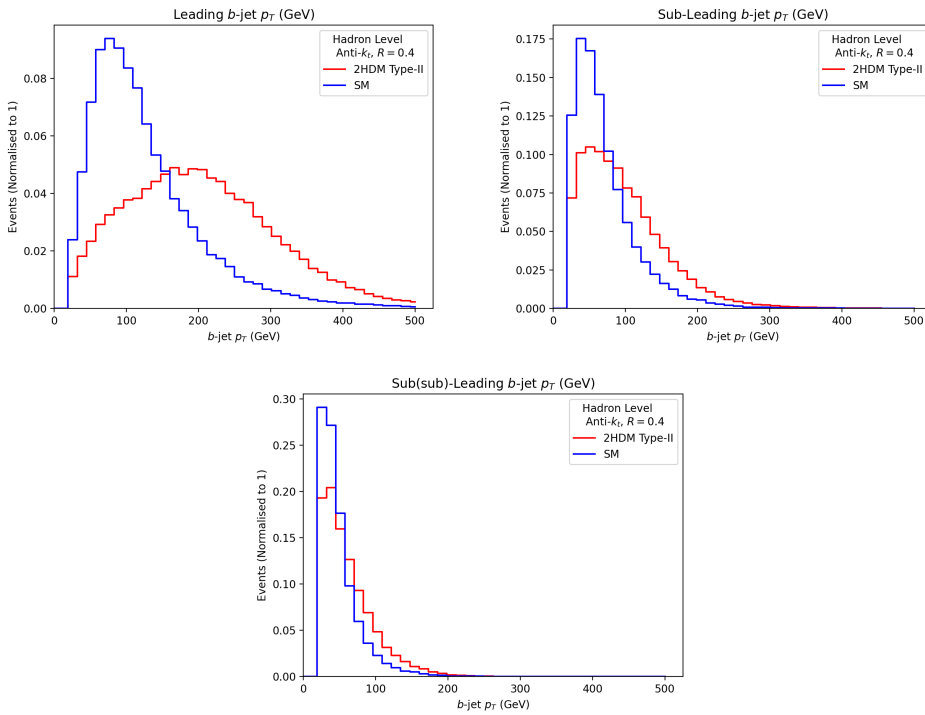 Leading b-jet p_T (GeV)
Events (Normalised to 1)
0.00
0.02
0.04
0.06
0.08
0
100
200
300
400
500
b-jet p_T (GeV)
Hadron Level
Anti-k_t, R = 0.4
2HDM Type-II
SM
Sub-Leading b-jet p_T (GeV)
Events (Normalised to 1)
0.000
0.025
0.050
0.075
0.100
0.125
0.150
0.175
0
100
200
300
400
500
b-jet p_T (GeV)
Hadron Level
Anti-k_t, R = 0.4
2HDM Type-II
SM
Sub(sub)-Leading b-jet p_T (GeV)
Events (Normalised to 1)
0.00
0.05
0.10
0.15
0.20
0.25
0.30
0
100
200
300
400
500
b-jet p_T (GeV)
Hadron Level
Anti-k_t, R = 0.4
2HDM Type-II
SM